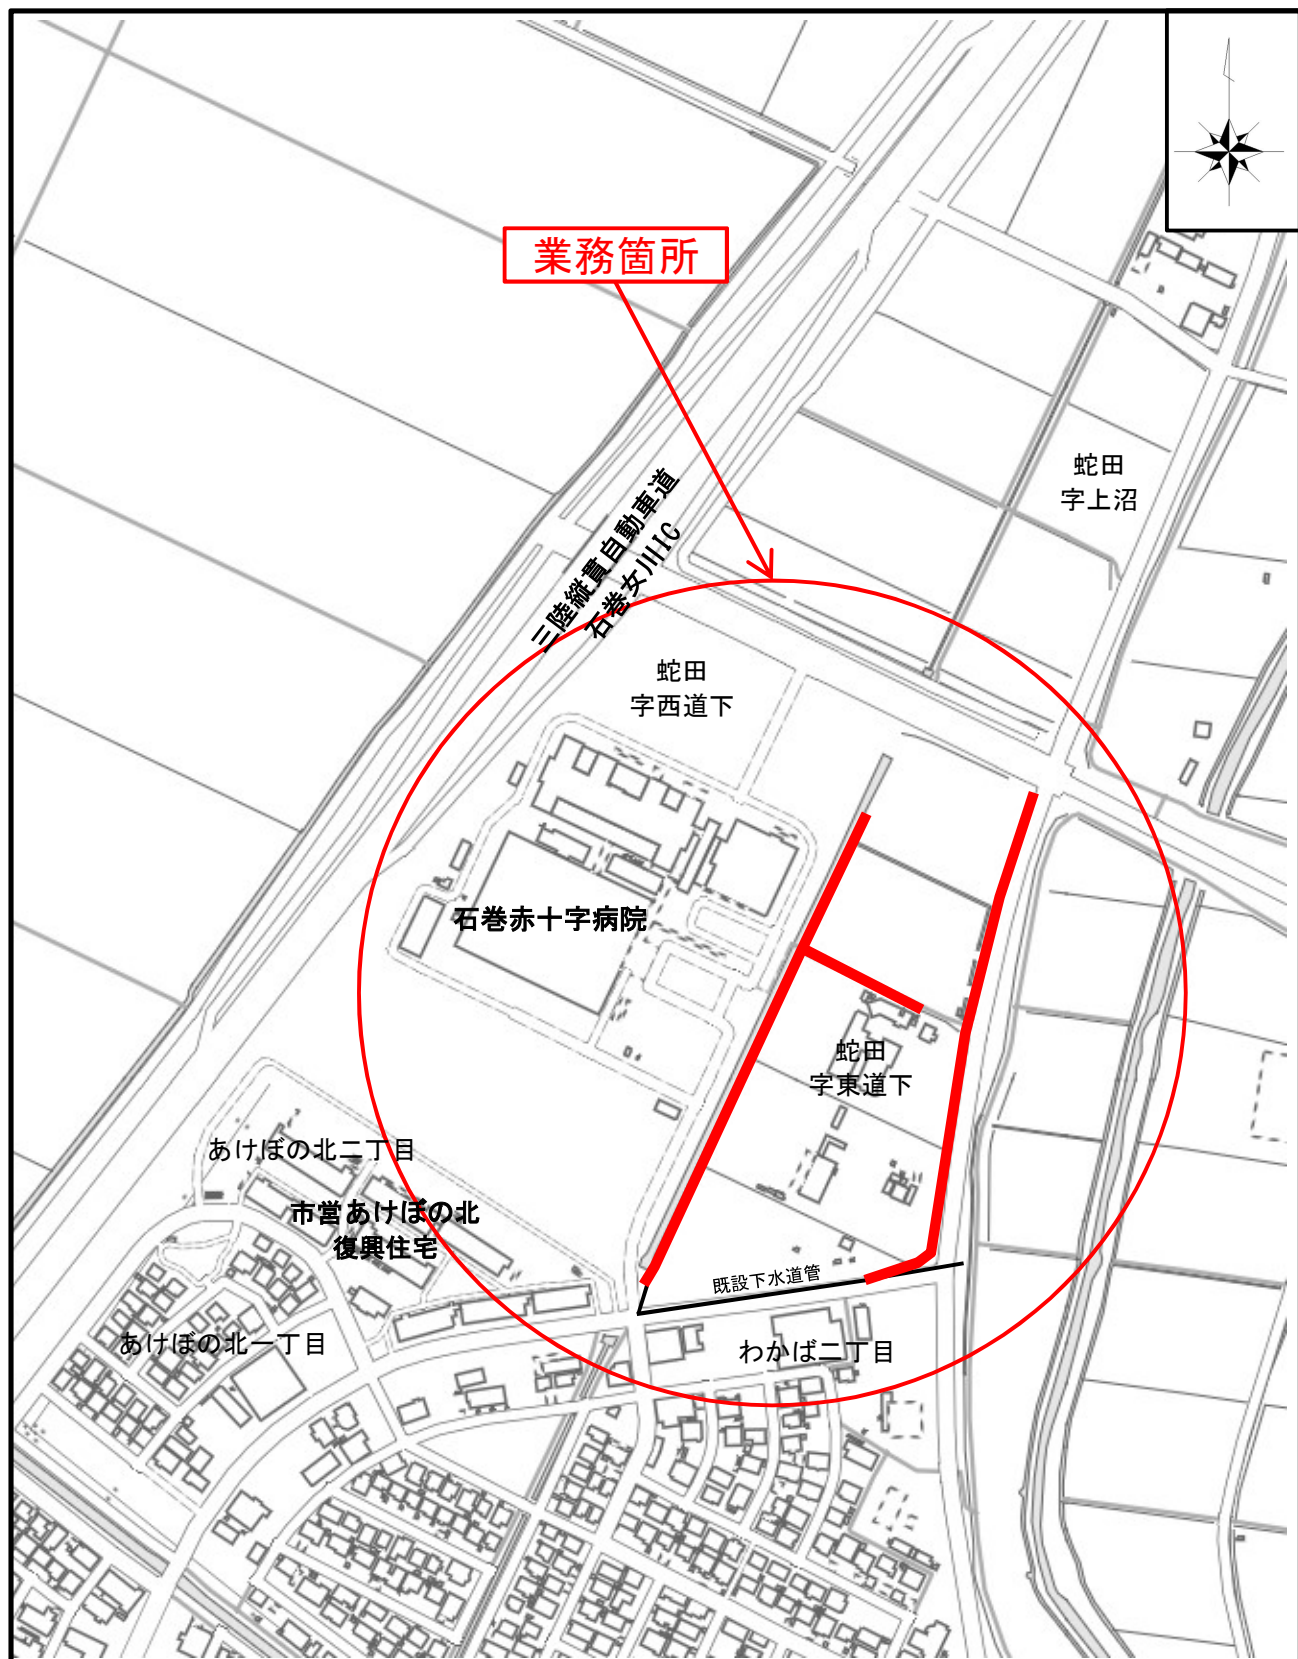 業務箇所
蛇田
字上沼
三陸縦貫自動車道
石巻女川IC
蛇田
字西道下
石巻赤十字病院
蛇田
字東道下
あけぼの北二丁目
市営あけぼの北
復興住宅
既設下水道管
あけぼの北一丁目
わかば二丁目